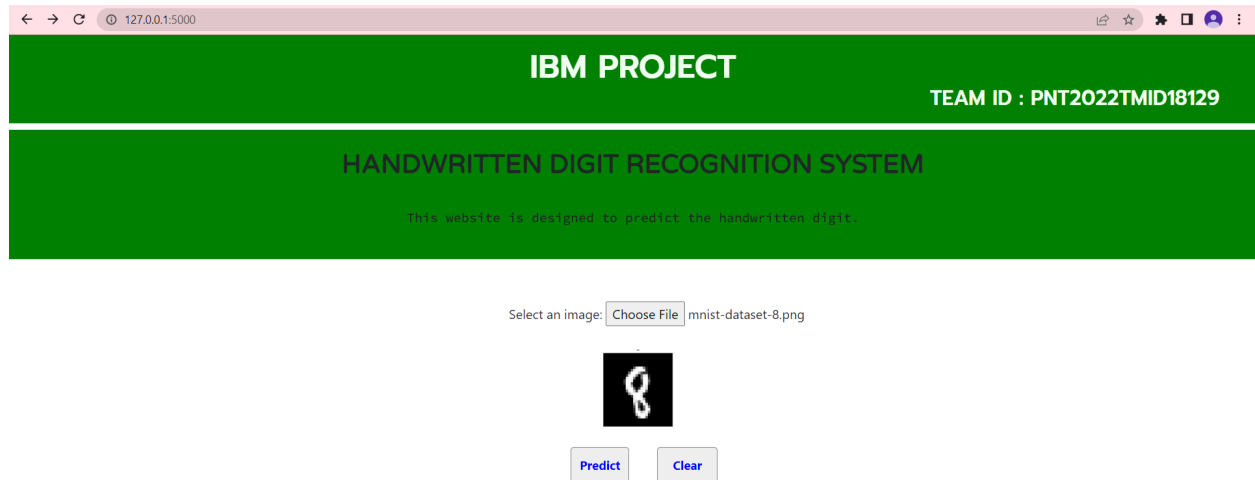 127.0.0.1:5000
IBM PROJECT
TEAM ID : PNT2022TMID18129
HANDWRITTEN DIGIT RECOGNITION SYSTEM
This website is designed to predict the handwritten digit.
Select an image: Choose File mnist-dataset-8.png
8
Predict Clear